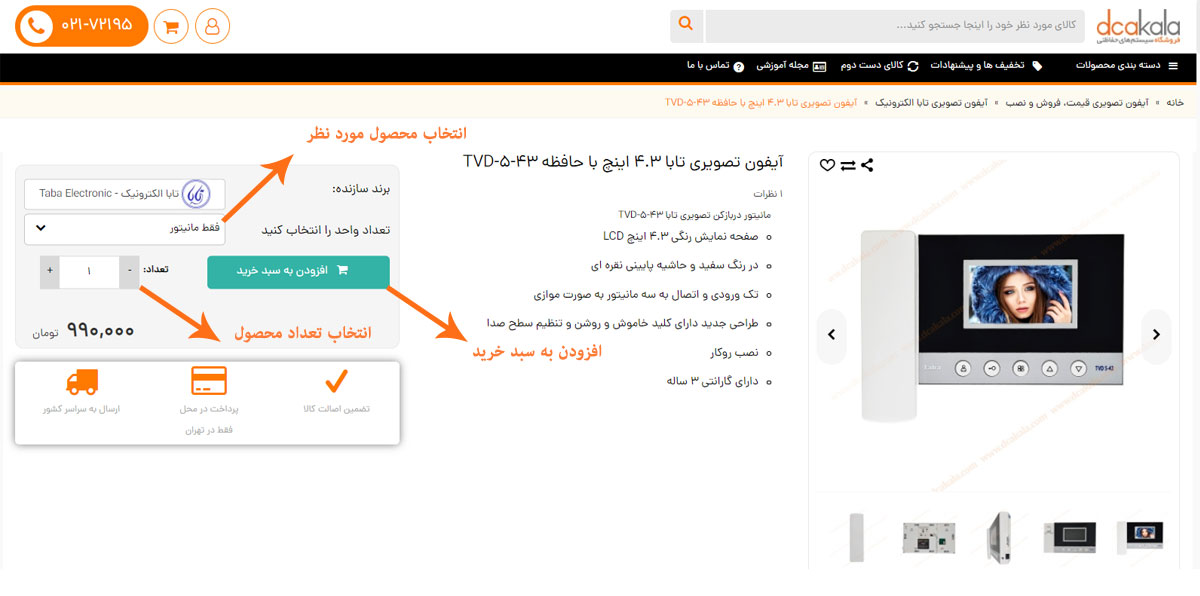 dcakala
فروشگاه سیستم‌های حفاظتی
کالای مورد نظر خود را اینجا جستجو کنید...
۰۲۱-۷۲۱۹۵
دسته بندی محصولات
تخفیف ها و پیشنهادات
کالای دست دوم
مجله آموزشی
تماس با ما
خانه » آیفون تصویری قیمت، فروش و نصب » آیفون تصویری تابا الکترونیک » آیفون تصویری تابا ۴.۳ اینچ با حافظه TVD-۵-۴۳
آیفون تصویری تابا ۴.۳ اینچ با حافظه TVD-۵-۴۳
۱ نظرات
مانیتور دربازکن تصویری تابا TVD-۵-۴۳
صفحه نمایش رنگی ۴.۳ اینچ LCD
در رنگ سفید و حاشیه پایینی نقره ای
تک ورودی و اتصال به سه مانیتور به صورت موازی
طراحی جدید دارای کلید خاموش و روشن و تنظیم سطح صدا
نصب روکار
دارای گارانتی ۳ ساله
انتخاب محصول مورد نظر
برند سازنده:
تابا الکترونیک - Taba Electronic
تعداد واحد را انتخاب کنید
فقط مانیتور
افزودن به سبد خرید
تعداد:
-
۱
+
انتخاب تعداد محصول
افزودن به سبد خرید
۹۹۰,۰۰۰ تومان
تضمین اصالت کالا
پرداخت در محل
فقط در تهران
ارسال به سراسر کشور
www.dcakala.com
TVD 5-43